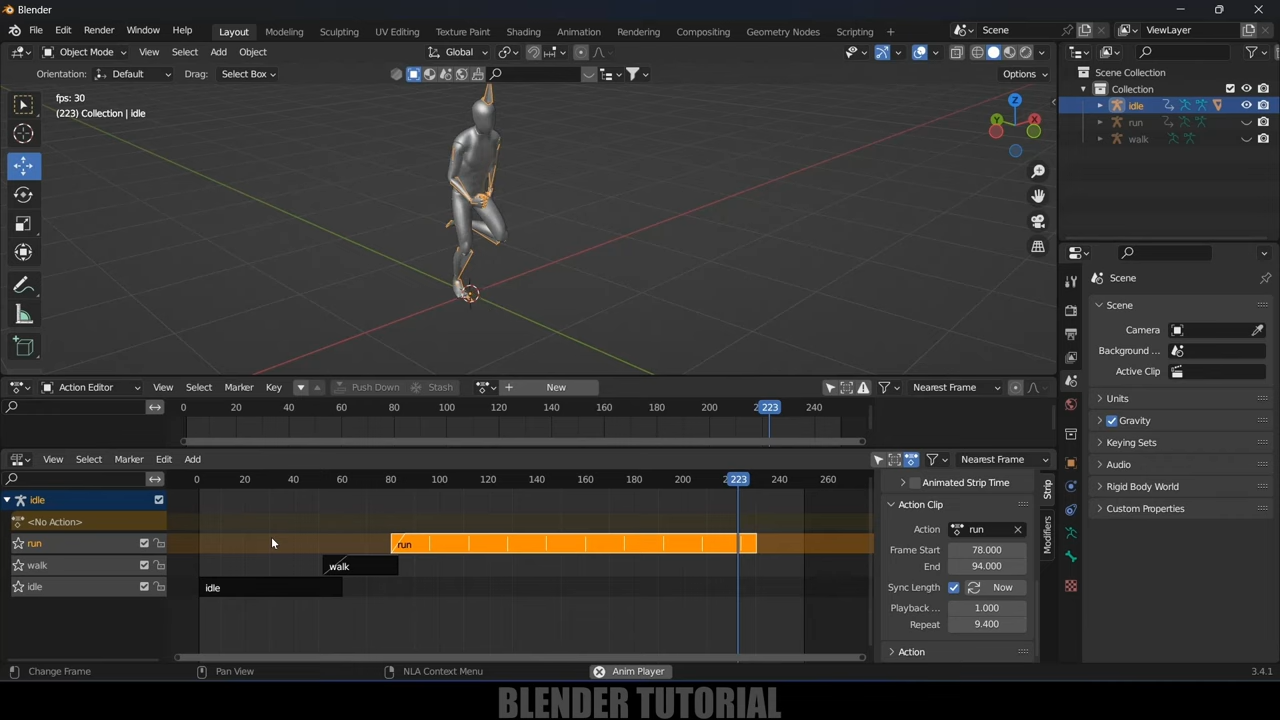 Blender
File Edit Render Window Help Layout Modeling Sculpting UV Editing Texture Paint Shading Animation Rendering Compositing Geometry Nodes Scripting + Scene ViewLayer
Object Mode View Select Add Object Global
Orientation: Default Drag: Select Box Options
fps: 30
(223) Collection | idle
Z
Y
X
Scene Collection
Collection
idle
run
walk
Scene
Scene
Camera
Background ...
Active Clip
Units
Gravity
Keying Sets
Audio
Rigid Body World
Custom Properties
Action Editor View Select Marker Key Push Down Stash + New Nearest Frame
0 20 40 60 80 100 120 140 160 180 200 223 240
View Select Marker Edit Add Nearest Frame
0 20 40 60 80 100 120 140 160 180 200 223 240 260
idle
<No Action>
run run
walk walk
idle idle
Animated Strip Time
Action Clip
Action run
Frame Start 78.000
End 94.000
Sync Length Now
Playback ... 1.000
Repeat 9.400
Action
Strip
Modifiers
Change Frame Pan View NLA Context Menu Anim Player 3.4.1
BLENDER TUTORIAL